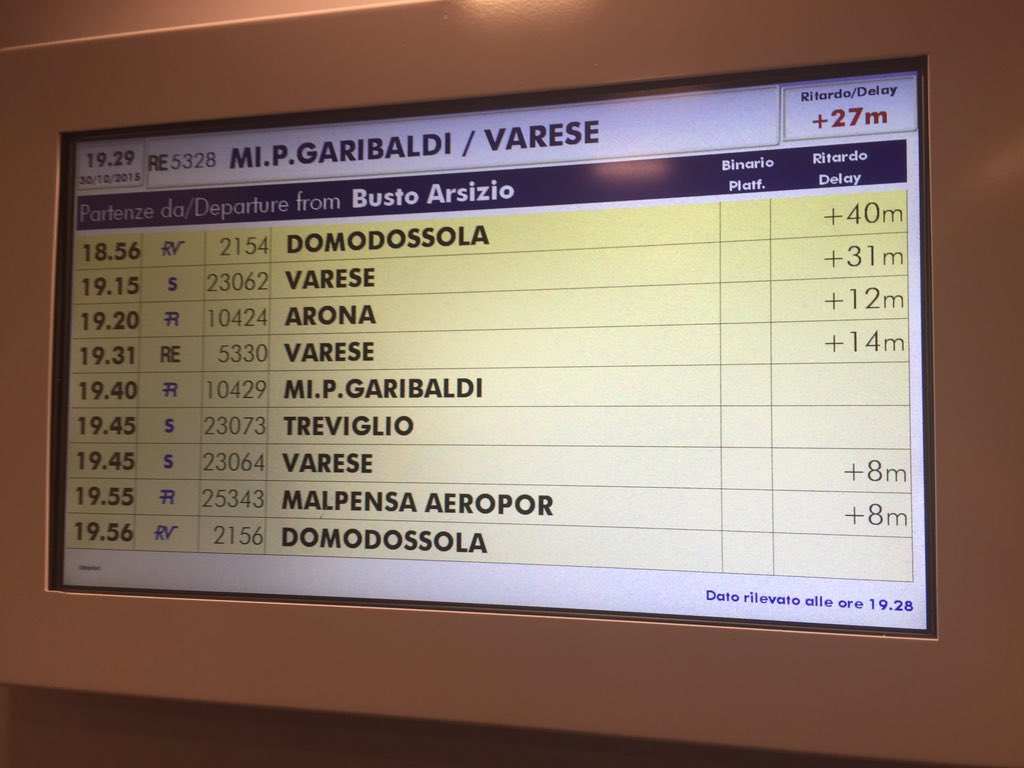 19.29 RE 5328 MI.P.GARIBALDI / VARESE Ritardo/Delay
30/10/2015 +27m
Partenze da/Departure from Busto Arsizio Binario Platf. Ritardo Delay
18.56 RV 2154 DOMODOSSOLA +40m
19.15 S 23062 VARESE +31m
19.20 R 10424 ARONA +12m
19.31 RE 5330 VARESE +14m
19.40 R 10429 MI.P.GARIBALDI
19.45 S 23073 TREVIGLIO
19.45 S 23064 VARESE +8m
19.55 R 25343 MALPENSA AEROPOR +8m
19.56 RV 2156 DOMODOSSOLA
Dato rilevato alle ore 19.28